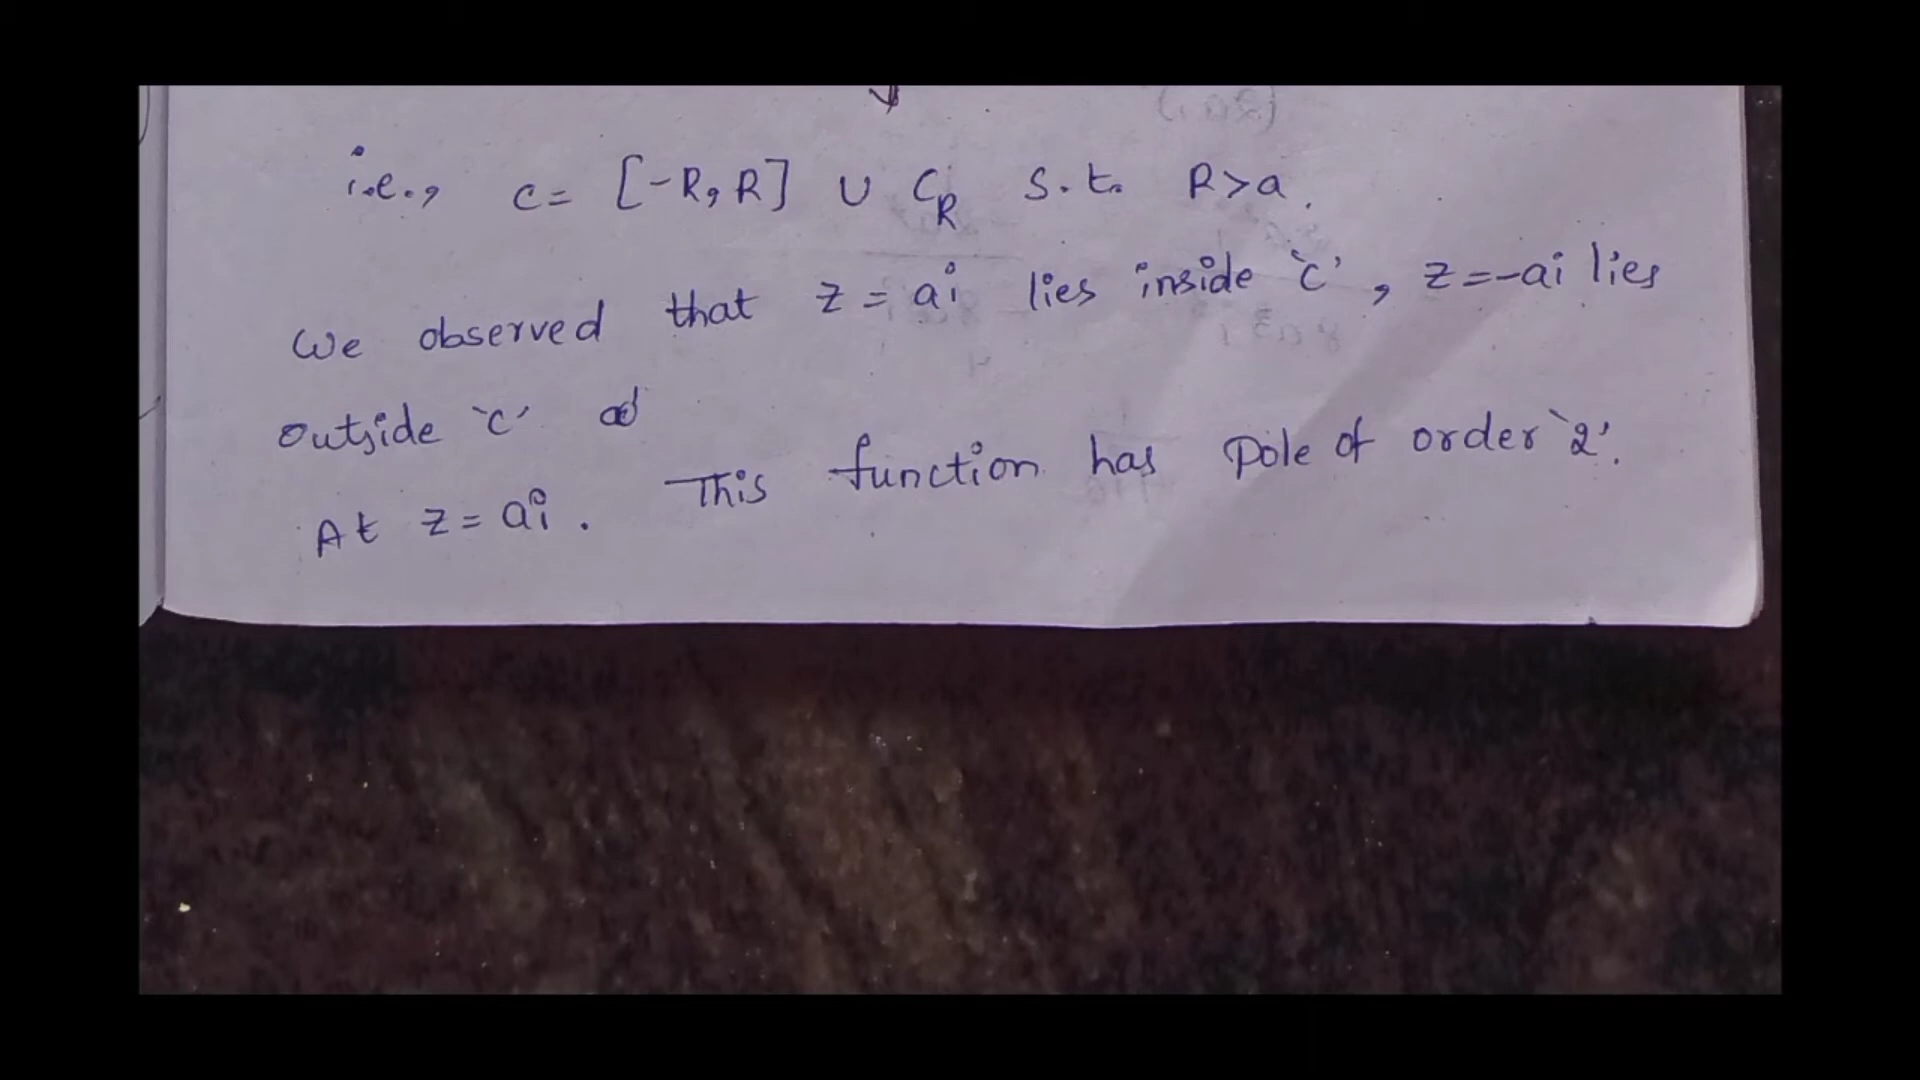 i.e., c = [-R, R] ∪ C_R s.t. R>a.
We observed that z = ai lies inside `c', z=-ai lies
outside `c'
At z = ai. This function has pole of order `2'.